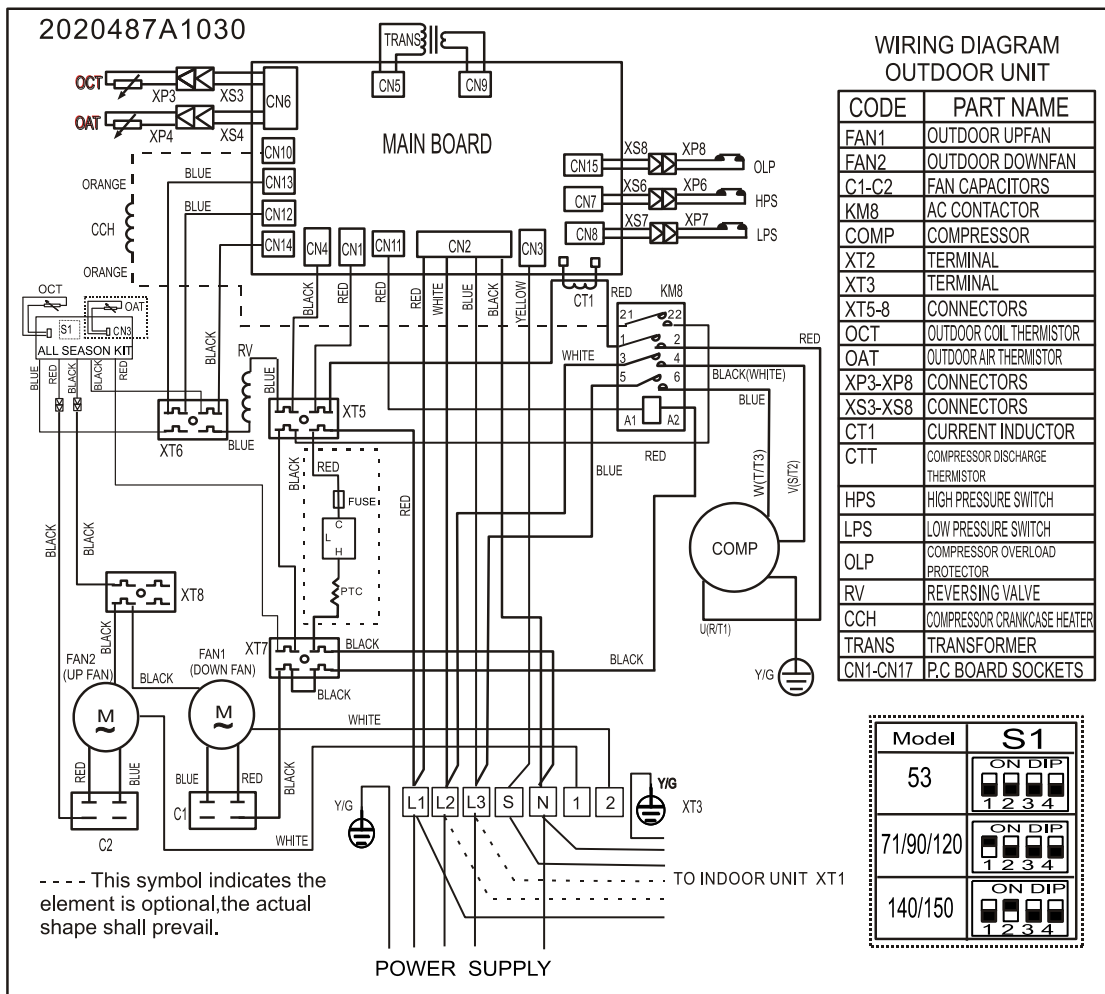 2020487A1030
TRANS
CN5
CN9
OCT
XP3
XS3
CN6
OAT
XP4
XS4
MAIN BOARD
CN10
CN13
CN12
CN14
CN4
CN1
CN11
CN2
CN3
CN15
CN7
CN8
XS8
XP8
OLP
XS6
XP6
HPS
XS7
XP7
LPS
ORANGE
BLUE
BLUE
CCH
ORANGE
BLACK
BLACK
RED
RED
RED
WHITE
BLUE
BLACK
YELLOW
CT1
RED
KM8
21
22
1
2
3
4
5
6
A1
A2
RED
WHITE
BLACK(WHITE)
BLUE
RED
BLUE
OCT
OAT
S1
CN3
ALL SEASON KIT
BLUE
RED
BLACK
BLACK
RED
RV
BLUE
XT6
BLUE
XT5
BLACK
RED
FUSE
C
L
H
PTC
RED
W(T/T3)
V(S/T2)
COMP
U(R/T1)
Y/G
BLACK
BLACK
XT8
BLACK
FAN2
(UP FAN)
BLACK
FAN1
(DOWN FAN)
XT7
BLACK
BLACK
BLACK
M
~
M
~
WHITE
RED
BLUE
BLUE
RED
BLACK
C2
C1
WHITE
Y/G
L1
L2
L3
S
N
1
2
Y/G
XT3
TO INDOOR UNIT XT1
- - - - This symbol indicates the
element is optional,the actual
shape shall prevail.
POWER SUPPLY
WIRING DIAGRAM
OUTDOOR UNIT
CODE PART NAME
FAN1 OUTDOOR UPFAN
FAN2 OUTDOOR DOWNFAN
C1-C2 FAN CAPACITORS
KM8 AC CONTACTOR
COMP COMPRESSOR
XT2 TERMINAL
XT3 TERMINAL
XT5-8 CONNECTORS
OCT OUTDOOR COIL THERMISTOR
OAT OUTDOOR AIR THERMISTOR
XP3-XP8 CONNECTORS
XS3-XS8 CONNECTORS
CT1 CURRENT INDUCTOR
CTT COMPRESSOR DISCHARGE
THERMISTOR
HPS HIGH PRESSURE SWITCH
LPS LOW PRESSURE SWITCH
OLP COMPRESSOR OVERLOAD
PROTECTOR
RV REVERSING VALVE
CCH COMPRESSOR CRANKCASE HEATER
TRANS TRANSFORMER
CN1-CN17 P.C BOARD SOCKETS
Model S1
53
ON DIP
1 2 3 4
71/90/120
ON DIP
1 2 3 4
140/150
ON DIP
1 2 3 4